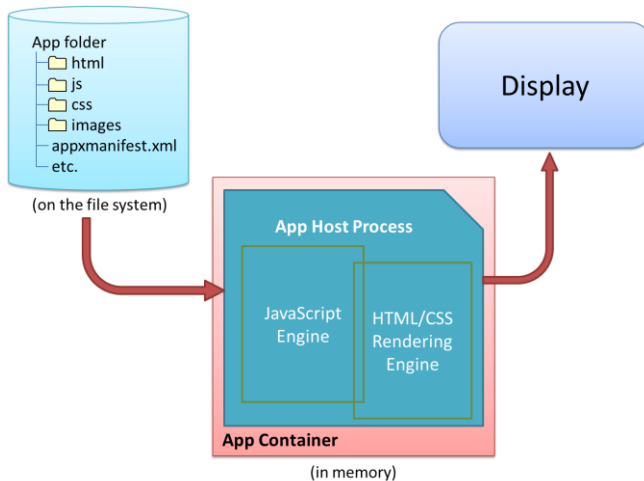 App folder
html
js
css
images
appxmanifest.xml
etc.
(on the file system)
Display
App Host Process
JavaScript
Engine
HTML/CSS
Rendering
Engine
App Container
(in memory)